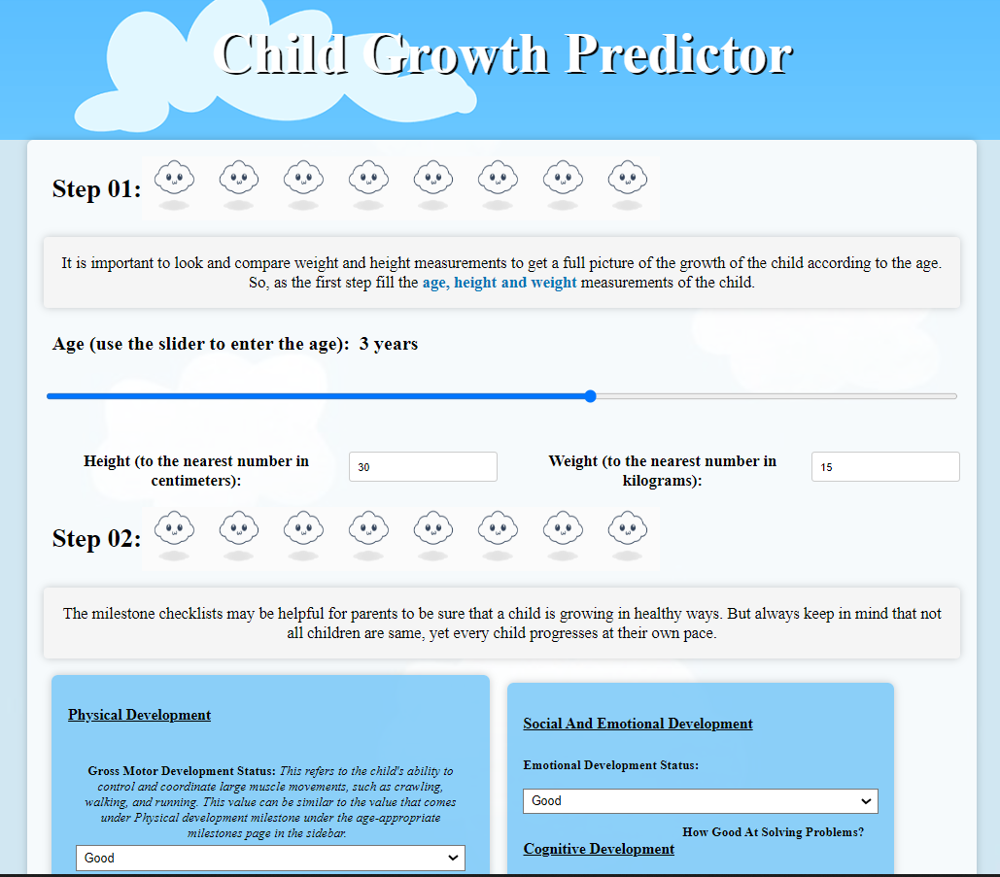 Child Growth Predictor
Step 01:
It is important to look and compare weight and height measurements to get a full picture of the growth of the child according to the age.
So, as the first step fill the age, height and weight measurements of the child.
Age (use the slider to enter the age): 3 years
Height (to the nearest number in
centimeters):
30
Weight (to the nearest number in
kilograms):
15
Step 02:
The milestone checklists may be helpful for parents to be sure that a child is growing in healthy ways. But always keep in mind that not
all children are same, yet every child progresses at their own pace.
Physical Development
Gross Motor Development Status: This refers to the child's ability to
control and coordinate large muscle movements, such as crawling,
walking, and running. This value can be similar to the value that comes
under Physical development milestone under the age-appropriate
milestones page in the sidebar.
Good
Social And Emotional Development
Emotional Development Status:
Good
How Good At Solving Problems?
Cognitive Development